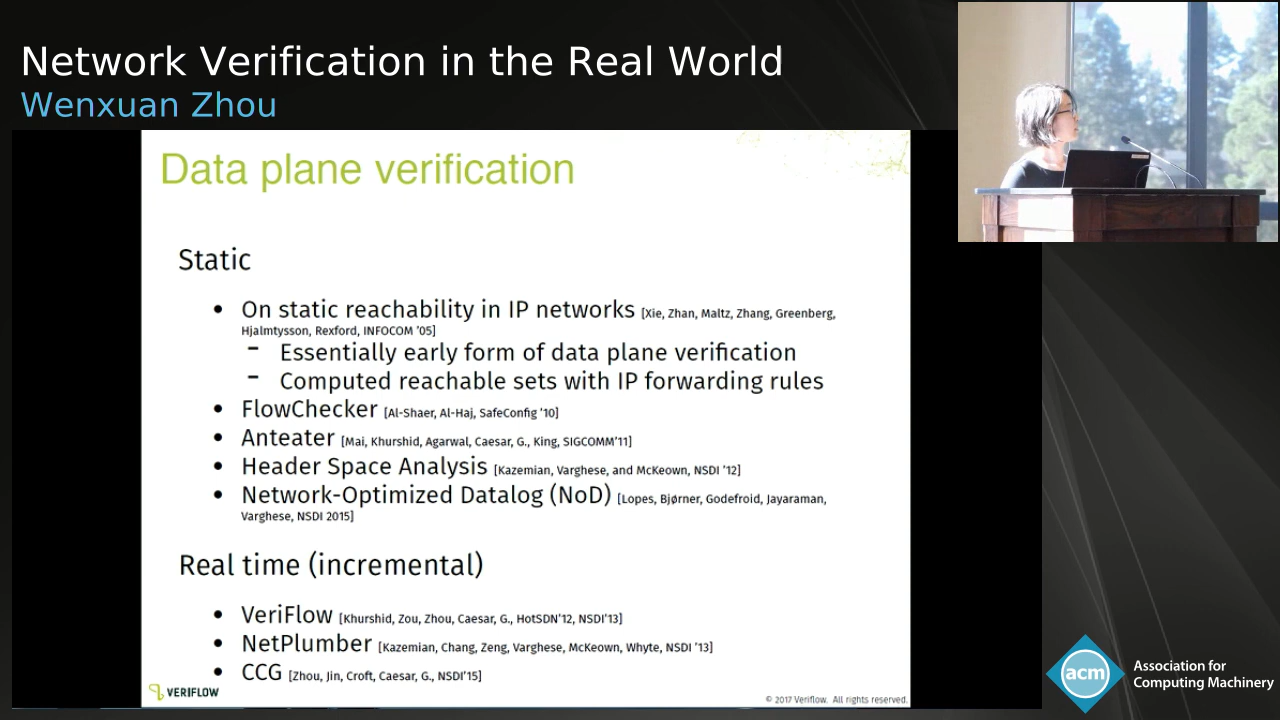 Network Verification in the Real World
Wenxuan Zhou
Data plane verification
Static
• On static reachability in IP networks [Xie, Zhan, Maltz, Zhang, Greenberg,
Hjalmtysson, Rexford, INFOCOM '05]
– Essentially early form of data plane verification
– Computed reachable sets with IP forwarding rules
• FlowChecker [Al-Shaer, Al-Haj, SafeConfig '10]
• Anteater [Mai, Khurshid, Agarwal, Caesar, G., King, SIGCOMM'11]
• Header Space Analysis [Kazemian, Varghese, and McKeown, NSDI '12]
• Network-Optimized Datalog (NoD) [Lopes, Bjørner, Godefroid, Jayaraman,
Varghese, NSDI 2015]
Real time (incremental)
• VeriFlow [Khurshid, Zou, Zhou, Caesar, G., HotSDN'12, NSDI'13]
• NetPlumber [Kazemian, Chang, Zeng, Varghese, McKeown, Whyte, NSDI '13]
• CCG [Zhou, Jin, Croft, Caesar, G., NSDI'15]
VERIFLOW
© 2017 Veriflow. All rights reserved.
acm
Association for
Computing Machinery